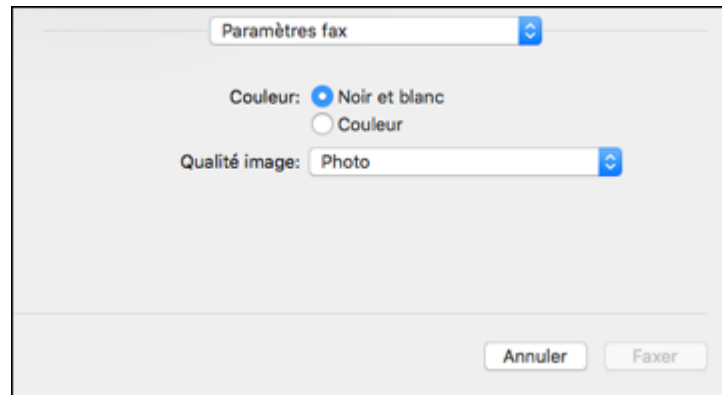 Paramètres fax
Couleur: Noir et blanc
Couleur
Qualité image: Photo
Annuler Faxer